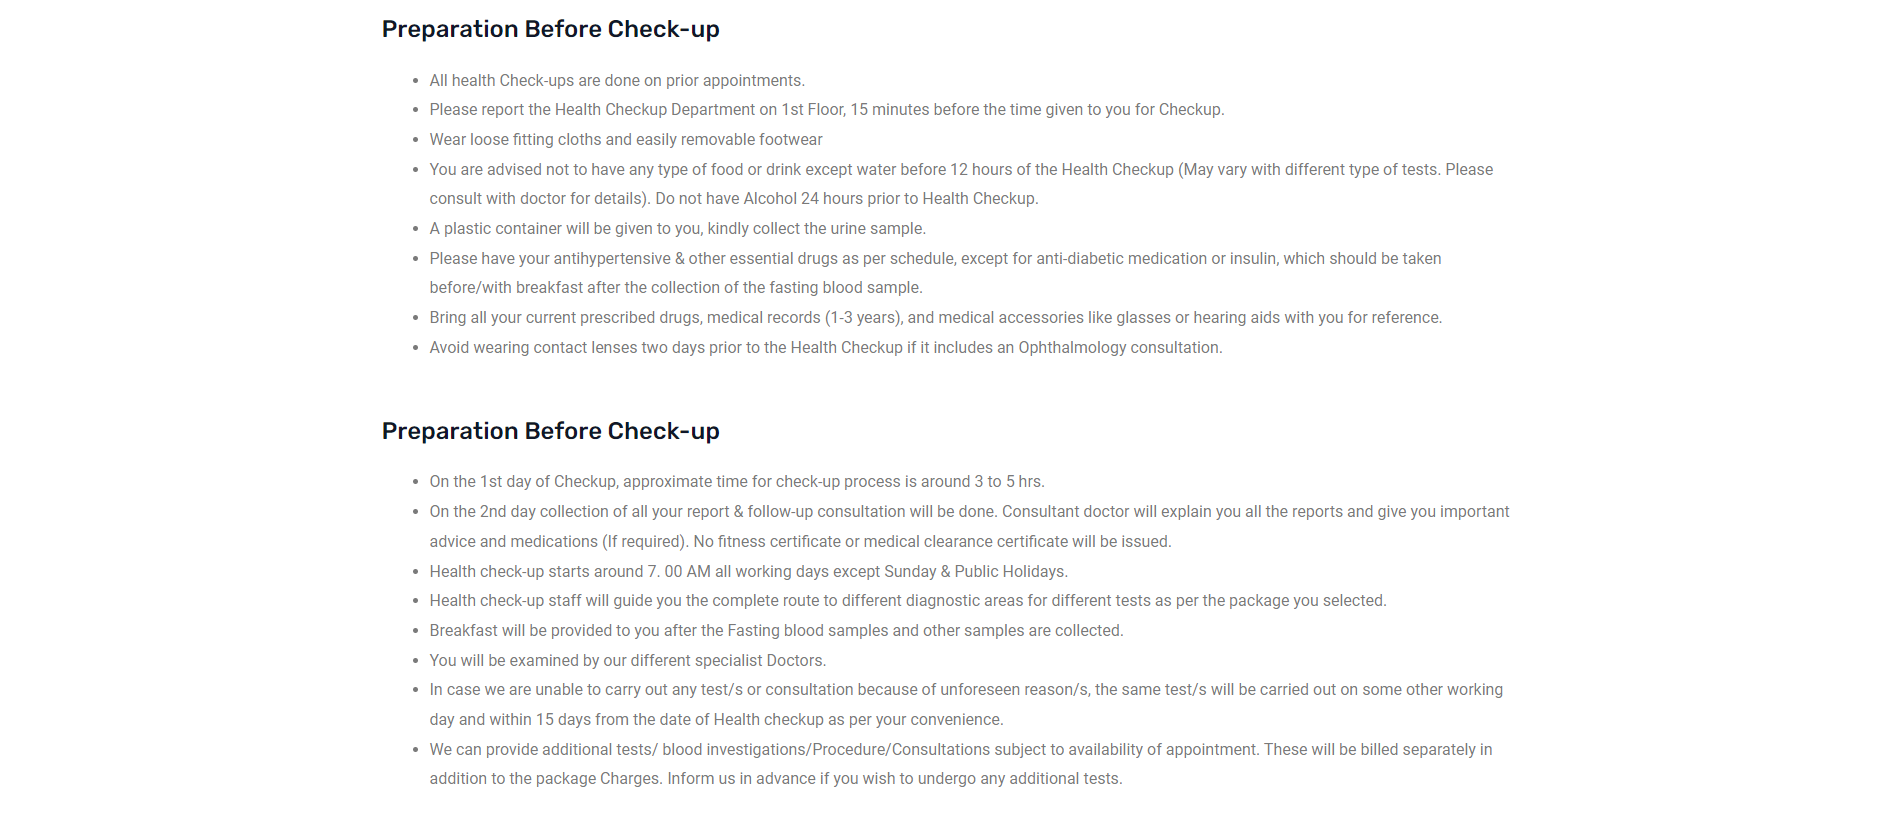 Preparation Before Check-up
• All health Check-ups are done on prior appointments.
• Please report the Health Checkup Department on 1st Floor, 15 minutes before the time given to you for Checkup.
• Wear loose fitting cloths and easily removable footwear
• You are advised not to have any type of food or drink except water before 12 hours of the Health Checkup (May vary with different type of tests. Please
consult with doctor for details). Do not have Alcohol 24 hours prior to Health Checkup.
• A plastic container will be given to you, kindly collect the urine sample.
• Please have your antihypertensive & other essential drugs as per schedule, except for anti-diabetic medication or insulin, which should be taken
before/with breakfast after the collection of the fasting blood sample.
• Bring all your current prescribed drugs, medical records (1-3 years), and medical accessories like glasses or hearing aids with you for reference.
• Avoid wearing contact lenses two days prior to the Health Checkup if it includes an Ophthalmology consultation.
Preparation Before Check-up
• On the 1st day of Checkup, approximate time for check-up process is around 3 to 5 hrs.
• On the 2nd day collection of all your report & follow-up consultation will be done. Consultant doctor will explain you all the reports and give you important
advice and medications (If required). No fitness certificate or medical clearance certificate will be issued.
• Health check-up starts around 7. 00 AM all working days except Sunday & Public Holidays.
• Health check-up staff will guide you the complete route to different diagnostic areas for different tests as per the package you selected.
• Breakfast will be provided to you after the Fasting blood samples and other samples are collected.
• You will be examined by our different specialist Doctors.
• In case we are unable to carry out any test/s or consultation because of unforeseen reason/s, the same test/s will be carried out on some other working
day and within 15 days from the date of Health checkup as per your convenience.
• We can provide additional tests/ blood investigations/Procedure/Consultations subject to availability of appointment. These will be billed separately in
addition to the package Charges. Inform us in advance if you wish to undergo any additional tests.